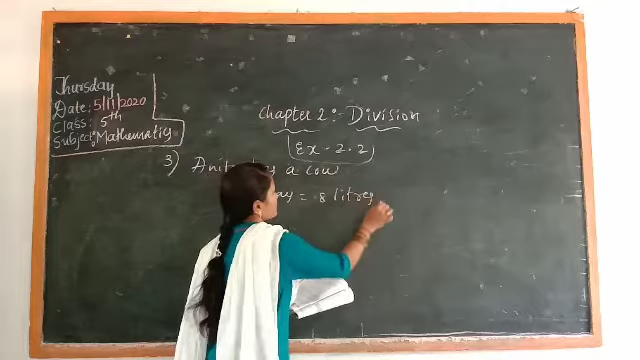 Thursday
Date: 5/11/2020
Class: 5th
Subject: Mathematics
Chapter 2:- Division
Ex - 2.2
3) a cow
= 8 litres